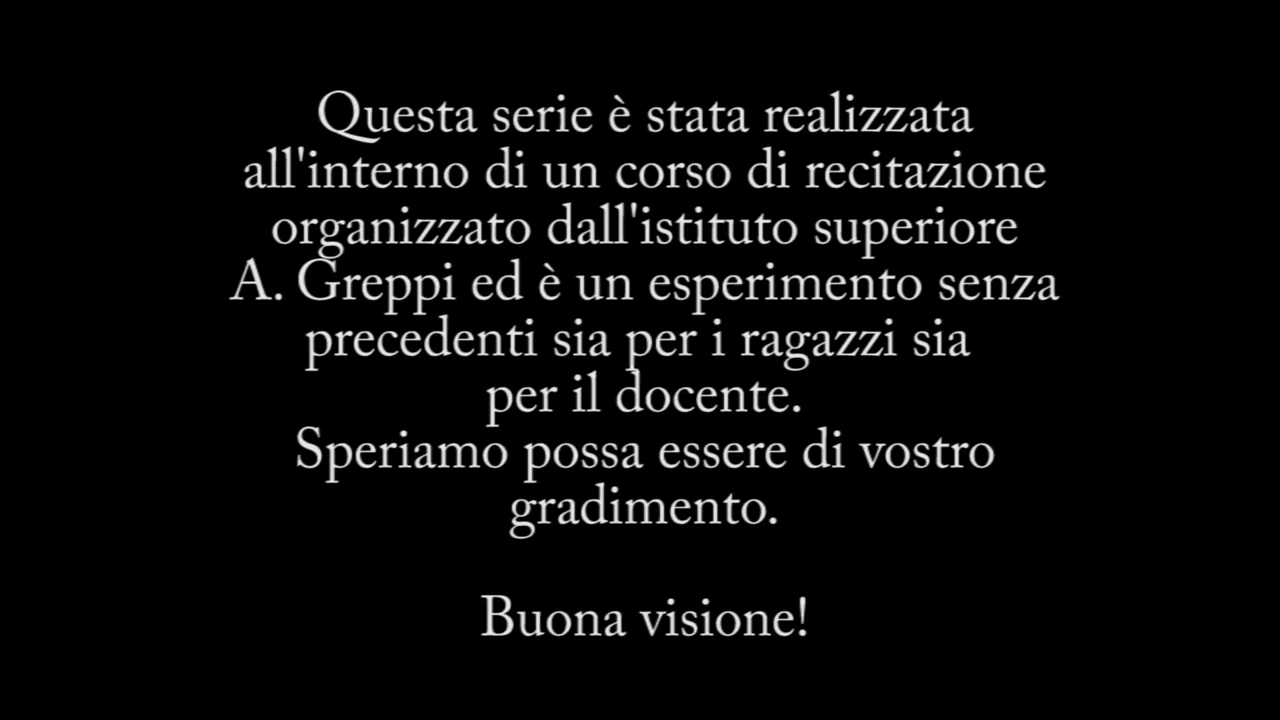 Questa serie è stata realizzata
all'interno di un corso di recitazione
organizzato dall'istituto superiore
A. Greppi ed è un esperimento senza
precedenti sia per i ragazzi sia
per il docente.
Speriamo possa essere di vostro
gradimento.
Buona visione!